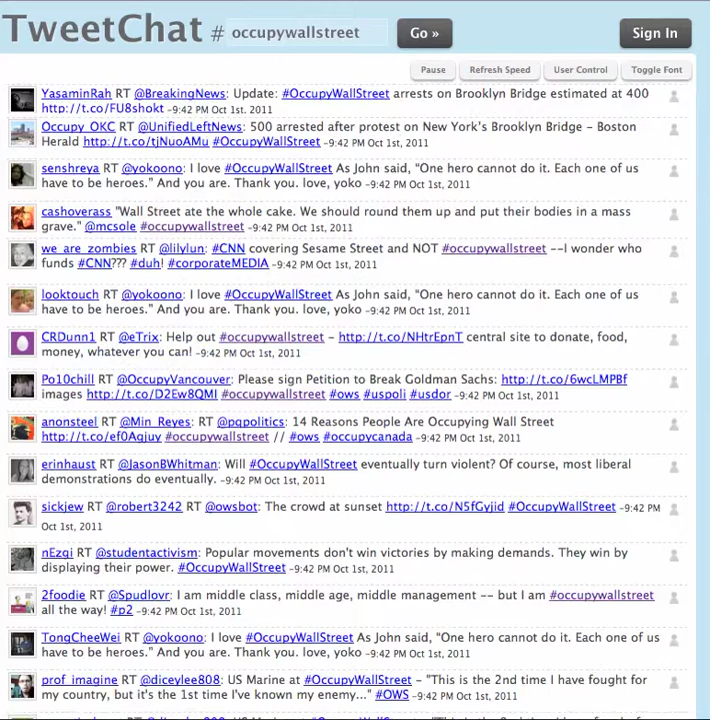 TweetChat # occupywallstreet Go » Sign In
Pause Refresh Speed User Control Toggle Font
YasaminRah RT @BreakingNews: Update: #OccupyWallStreet arrests on Brooklyn Bridge estimated at 400
http://t.co/FU8shokt -9:42 PM Oct 1st, 2011
Occupy_OKC RT @UnifiedLeftNews: 500 arrested after protest on New York's Brooklyn Bridge - Boston
Herald http://t.co/tjNuoAMu #OccupyWallStreet -9:42 PM Oct 1st, 2011
senshreya RT @yokoono: I love #OccupyWallStreet As John said, "One hero cannot do it. Each one of us
have to be heroes." And you are. Thank you. love, yoko -9:42 PM Oct 1st, 2011
cashoverass "Wall Street ate the whole cake. We should round them up and put their bodies in a mass
grave." @mcsole #occupywallstreet -9:42 PM Oct 1st, 2011
we_are_zombies RT @lilylun: #CNN covering Sesame Street and NOT #occupywallstreet --I wonder who
funds #CNN??? #duh! #corporateMEDIA -9:42 PM Oct 1st, 2011
looktouch RT @yokoono: I love #OccupyWallStreet As John said, "One hero cannot do it. Each one of us
have to be heroes." And you are. Thank you. love, yoko -9:42 PM Oct 1st, 2011
CRDunn1 RT @eTrix: Help out #occupywallstreet - http://t.co/NHtrEpnT central site to donate, food,
money, whatever you can! -9:42 PM Oct 1st, 2011
Po10chill RT @OccupyVancouver: Please sign Petition to Break Goldman Sachs: http://t.co/6wcLMPBf
images http://t.co/D2Ew8QMI #occupywallstreet #ows #uspoli #usdor -9:42 PM Oct 1st, 2011
anonsteel RT @Min_Reyes: RT @pqpolitics: 14 Reasons People Are Occupying Wall Street
http://t.co/ef0Aqjuy #occupywallstreet // #ows #occupycanada -9:42 PM Oct 1st, 2011
erinhaust RT @JasonBWhitman: Will #OccupyWallStreet eventually turn violent? Of course, most liberal
demonstrations do eventually. -9:42 PM Oct 1st, 2011
sickjew RT @robert3242 RT @owsbot: The crowd at sunset http://t.co/N5fGyjid #OccupyWallStreet -9:42 PM
Oct 1st, 2011
nEzgi RT @studentactivism: Popular movements don't win victories by making demands. They win by
displaying their power. #OccupyWallStreet -9:42 PM Oct 1st, 2011
2foodie RT @Spudlovr: I am middle class, middle age, middle management -- but I am #occupywallstreet
all the way! #p2 -9:42 PM Oct 1st, 2011
TongCheeWei RT @yokoono: I love #OccupyWallStreet As John said, "One hero cannot do it. Each one of us
have to be heroes." And you are. Thank you. love, yoko -9:42 PM Oct 1st, 2011
prof_imagine RT @diceylee808: US Marine at #OccupyWallStreet - "This is the 2nd time I have fought for
my country, but it's the 1st time I've known my enemy..." #OWS -9:42 PM Oct 1st, 2011